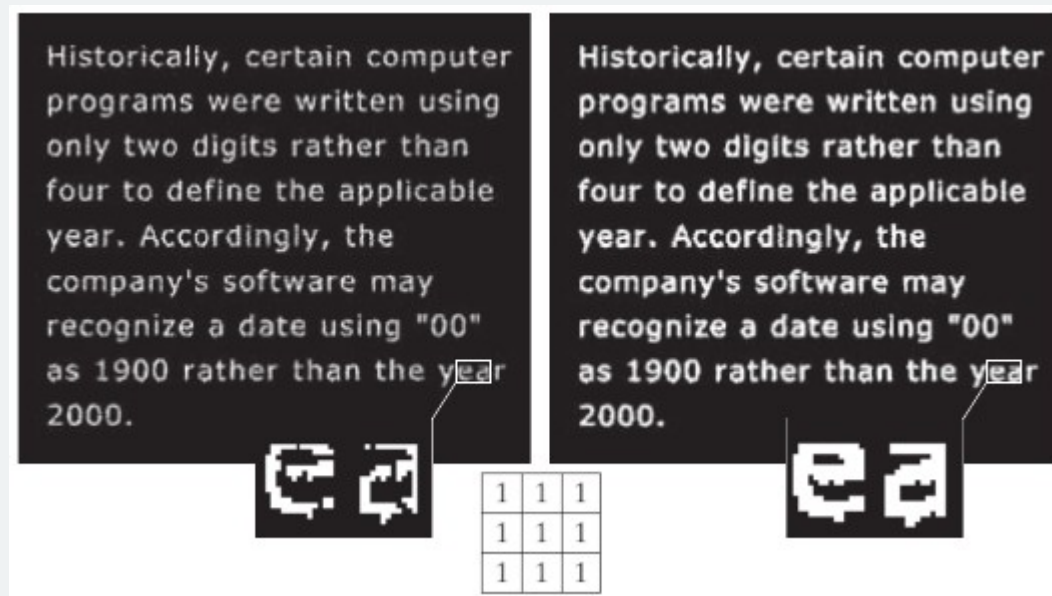 Historically, certain computer
programs were written using
only two digits rather than
four to define the applicable
year. Accordingly, the
company's software may
recognize a date using "00"
as 1900 rather than the year
2000.
ea
Historically, certain computer
programs were written using
only two digits rather than
four to define the applicable
year. Accordingly, the
company's software may
recognize a date using "00"
as 1900 rather than the year
2000.
ea
1 1 1
1 1 1
1 1 1